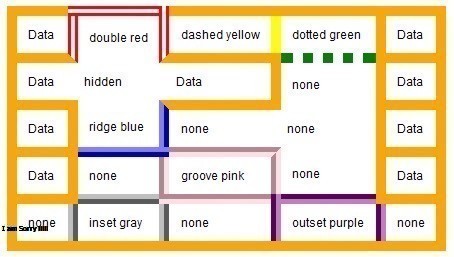 Data double red dashed yellow dotted green Data
Data hidden Data none Data
Data ridge blue none none Data
Data none groove pink none Data
none inset gray none outset purple none
I am Sorry Bill